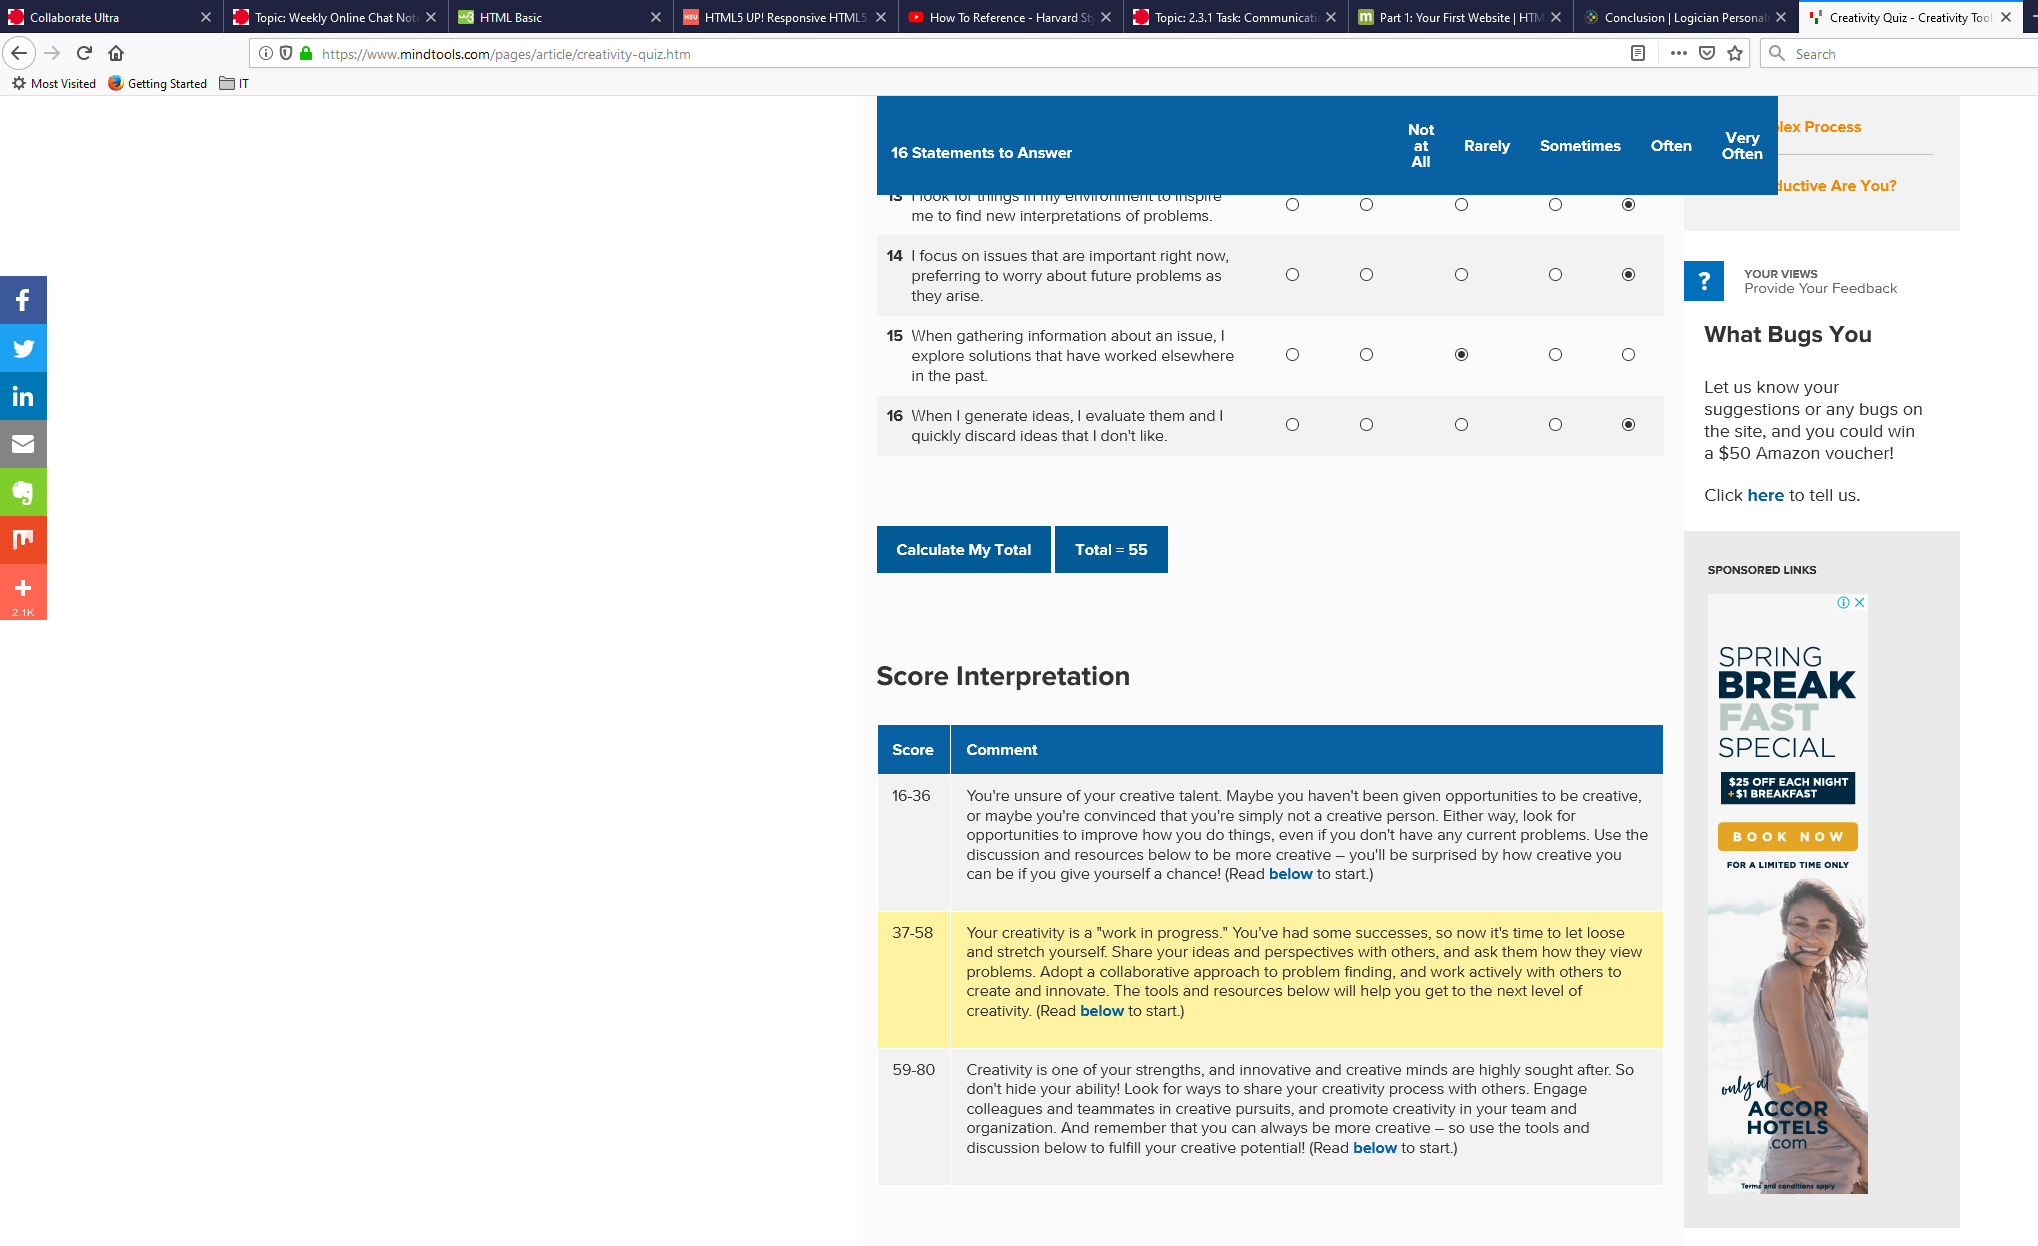 Collaborate Ultra
Topic: Weekly Online Chat Note
HTML Basic
HTML5 UP! Responsive HTML5
How To Reference - Harvard Sty
Topic: 2.3.1 Task: Communicati
Part 1: Your First Website | HTM
Conclusion | Logician Personali
Creativity Quiz - Creativity Tool
https://www.mindtools.com/pages/article/creativity-quiz.htm
Search
Most Visited
Getting Started
IT
16 Statements to Answer
Not
at
All
Rarely
Sometimes
Often
Very
Often
13 I look for things in my environment to inspire
me to find new interpretations of problems.
14 I focus on issues that are important right now,
preferring to worry about future problems as
they arise.
15 When gathering information about an issue, I
explore solutions that have worked elsewhere
in the past.
16 When I generate ideas, I evaluate them and I
quickly discard ideas that I don't like.
Calculate My Total
Total = 55
Score Interpretation
Score Comment
16-36 You're unsure of your creative talent. Maybe you haven't been given opportunities to be creative,
or maybe you're convinced that you're simply not a creative person. Either way, look for
opportunities to improve how you do things, even if you don't have any current problems. Use the
discussion and resources below to be more creative – you'll be surprised by how creative you
can be if you give yourself a chance! (Read below to start.)
37-58 Your creativity is a "work in progress." You've had some successes, so now it's time to let loose
and stretch yourself. Share your ideas and perspectives with others, and ask them how they view
problems. Adopt a collaborative approach to problem finding, and work actively with others to
create and innovate. The tools and resources below will help you get to the next level of
creativity. (Read below to start.)
59-80 Creativity is one of your strengths, and innovative and creative minds are highly sought after. So
don't hide your ability! Look for ways to share your creativity process with others. Engage
colleagues and teammates in creative pursuits, and promote creativity in your team and
organization. And remember that you can always be more creative – so use the tools and
discussion below to fulfill your creative potential! (Read below to start.)
lex Process
ductive Are You?
?
YOUR VIEWS
Provide Your Feedback
What Bugs You
Let us know your
suggestions or any bugs on
the site, and you could win
a $50 Amazon voucher!
Click here to tell us.
SPONSORED LINKS
SPRING
BREAK
FAST
SPECIAL
$25 OFF EACH NIGHT
+$1 BREAKFAST
BOOK NOW
FOR A LIMITED TIME ONLY
only at
ACCOR
HOTELS
.com
Terms and conditions apply
2.1K